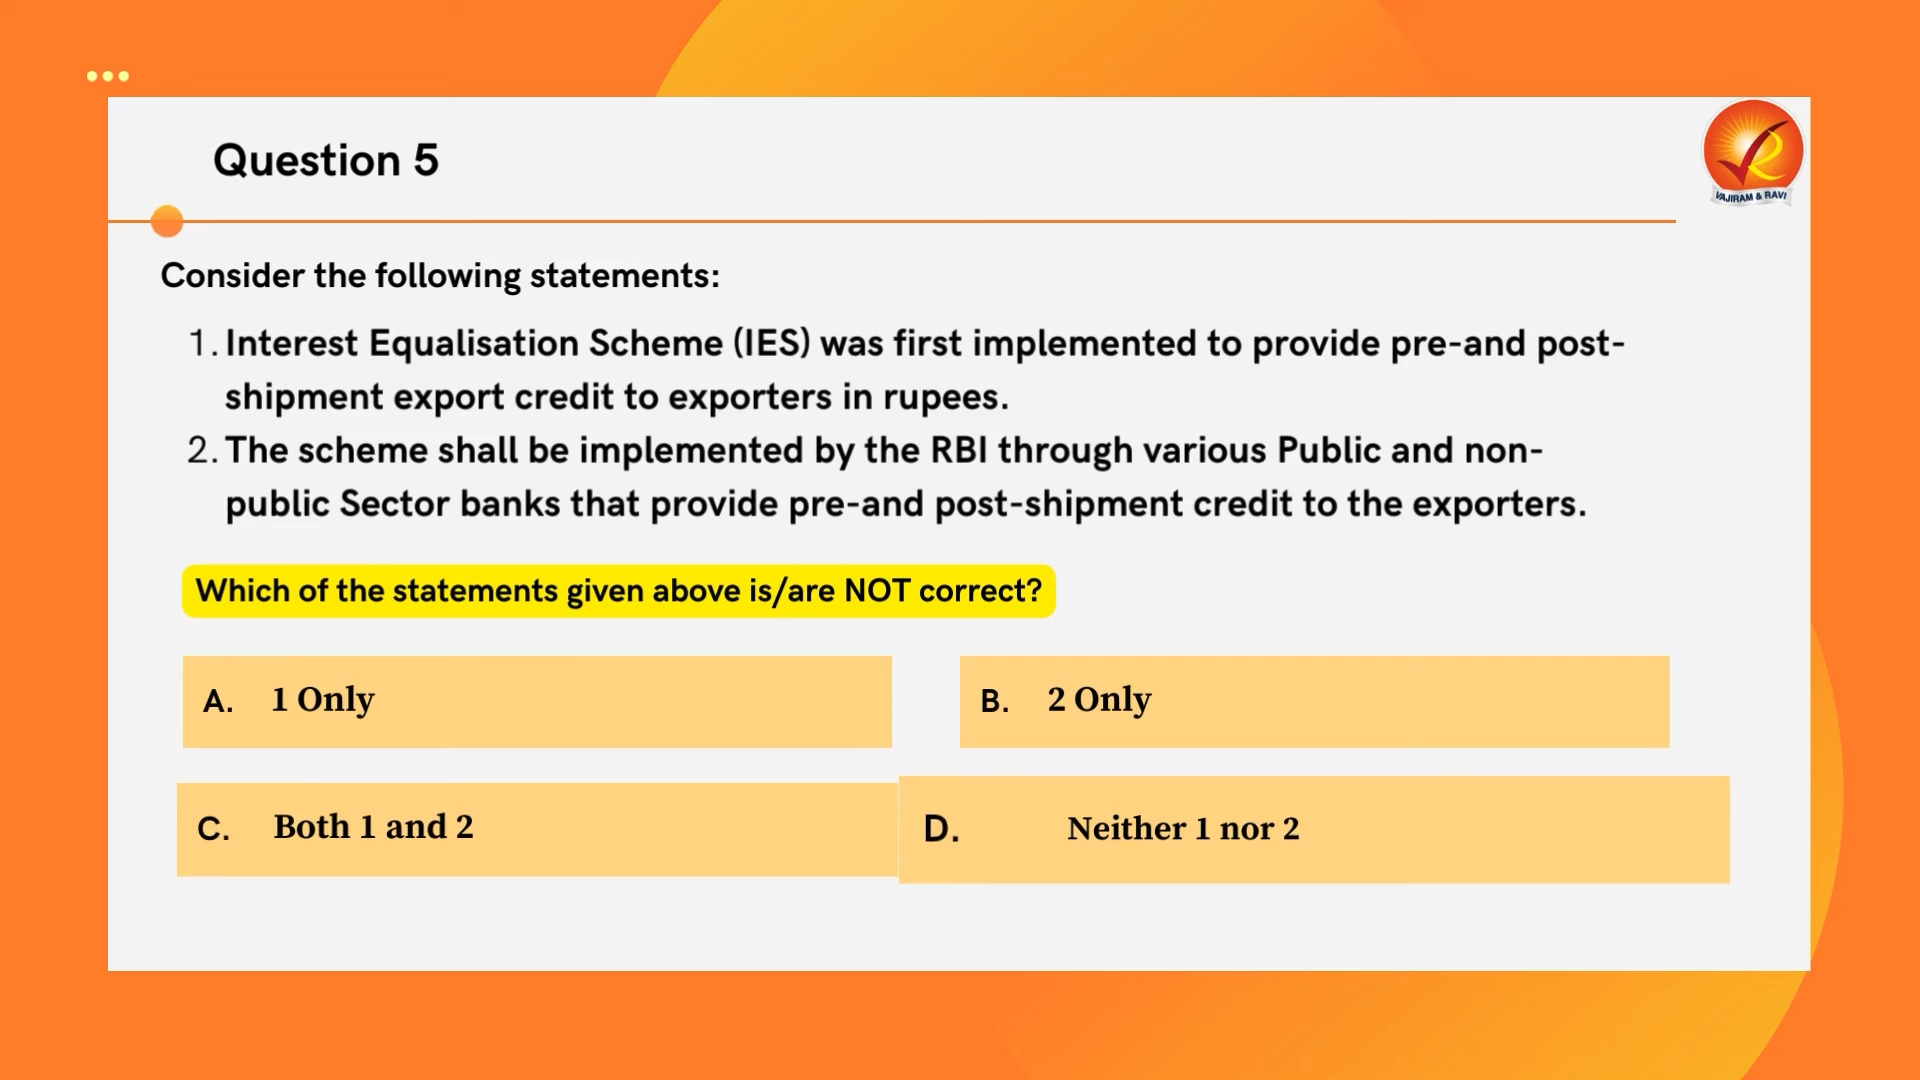 Question 5
VAJIRAM & RAVI
Consider the following statements:
1. Interest Equalisation Scheme (IES) was first implemented to provide pre-and post-
shipment export credit to exporters in rupees.
2. The scheme shall be implemented by the RBI through various Public and non-
public Sector banks that provide pre-and post-shipment credit to the exporters.
Which of the statements given above is/are NOT correct?
A. 1 Only
B. 2 Only
C. Both 1 and 2
D. Neither 1 nor 2